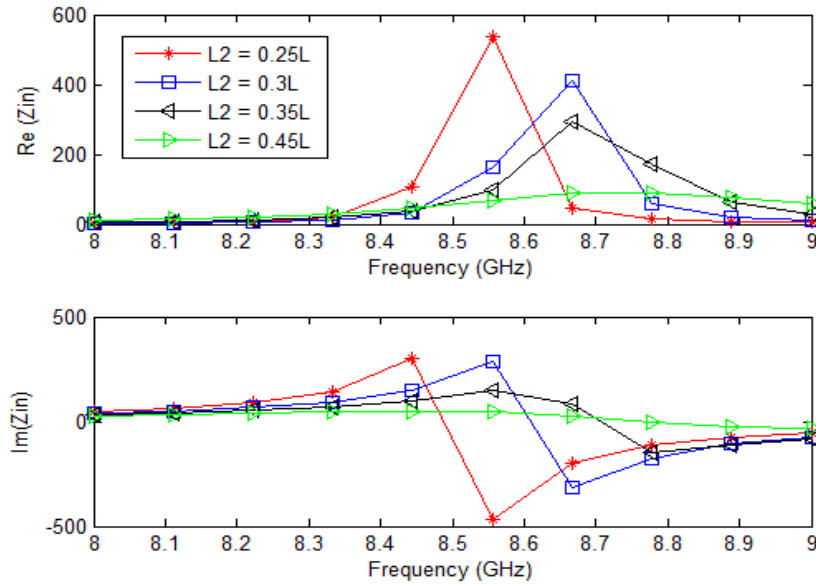 Re (Zin)
600
400
200
0
L2 = 0.25L
L2 = 0.3L
L2 = 0.35L
L2 = 0.45L
8 8.1 8.2 8.3 8.4 8.5 8.6 8.7 8.8 8.9 9
Frequency (GHz)
Im(Zin)
500
0
-500
8 8.1 8.2 8.3 8.4 8.5 8.6 8.7 8.8 8.9 9
Frequency (GHz)